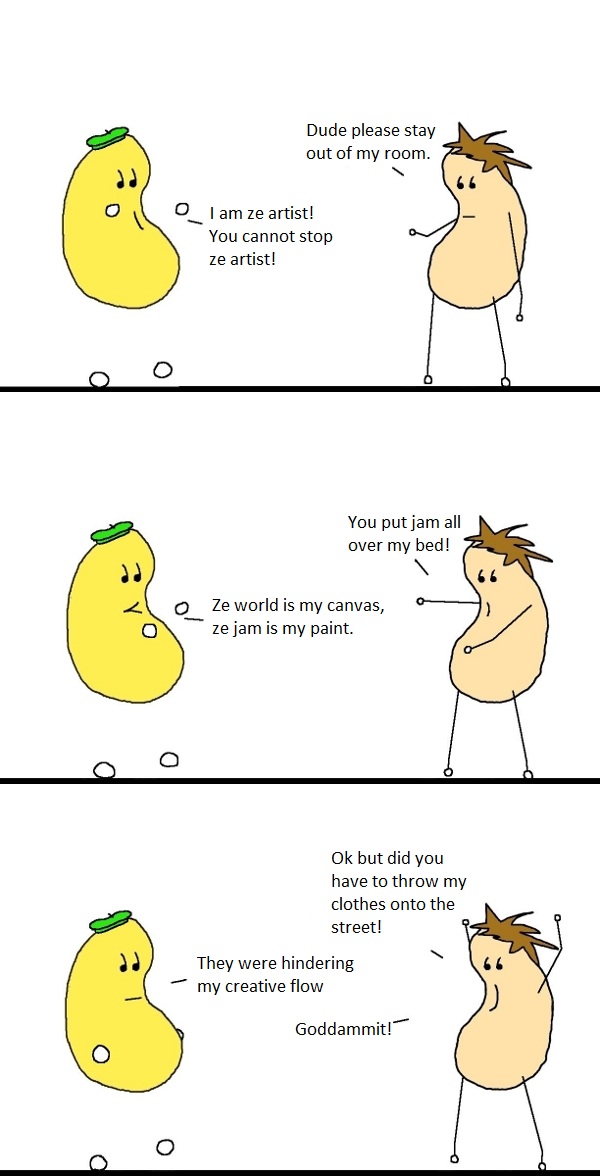 Dude please stay
out of my room.
I am ze artist!
You cannot stop
ze artist!
You put jam all
over my bed!
Ze world is my canvas,
ze jam is my paint.
Ok but did you
have to throw my
clothes onto the
street!
They were hindering
my creative flow
Goddammit!